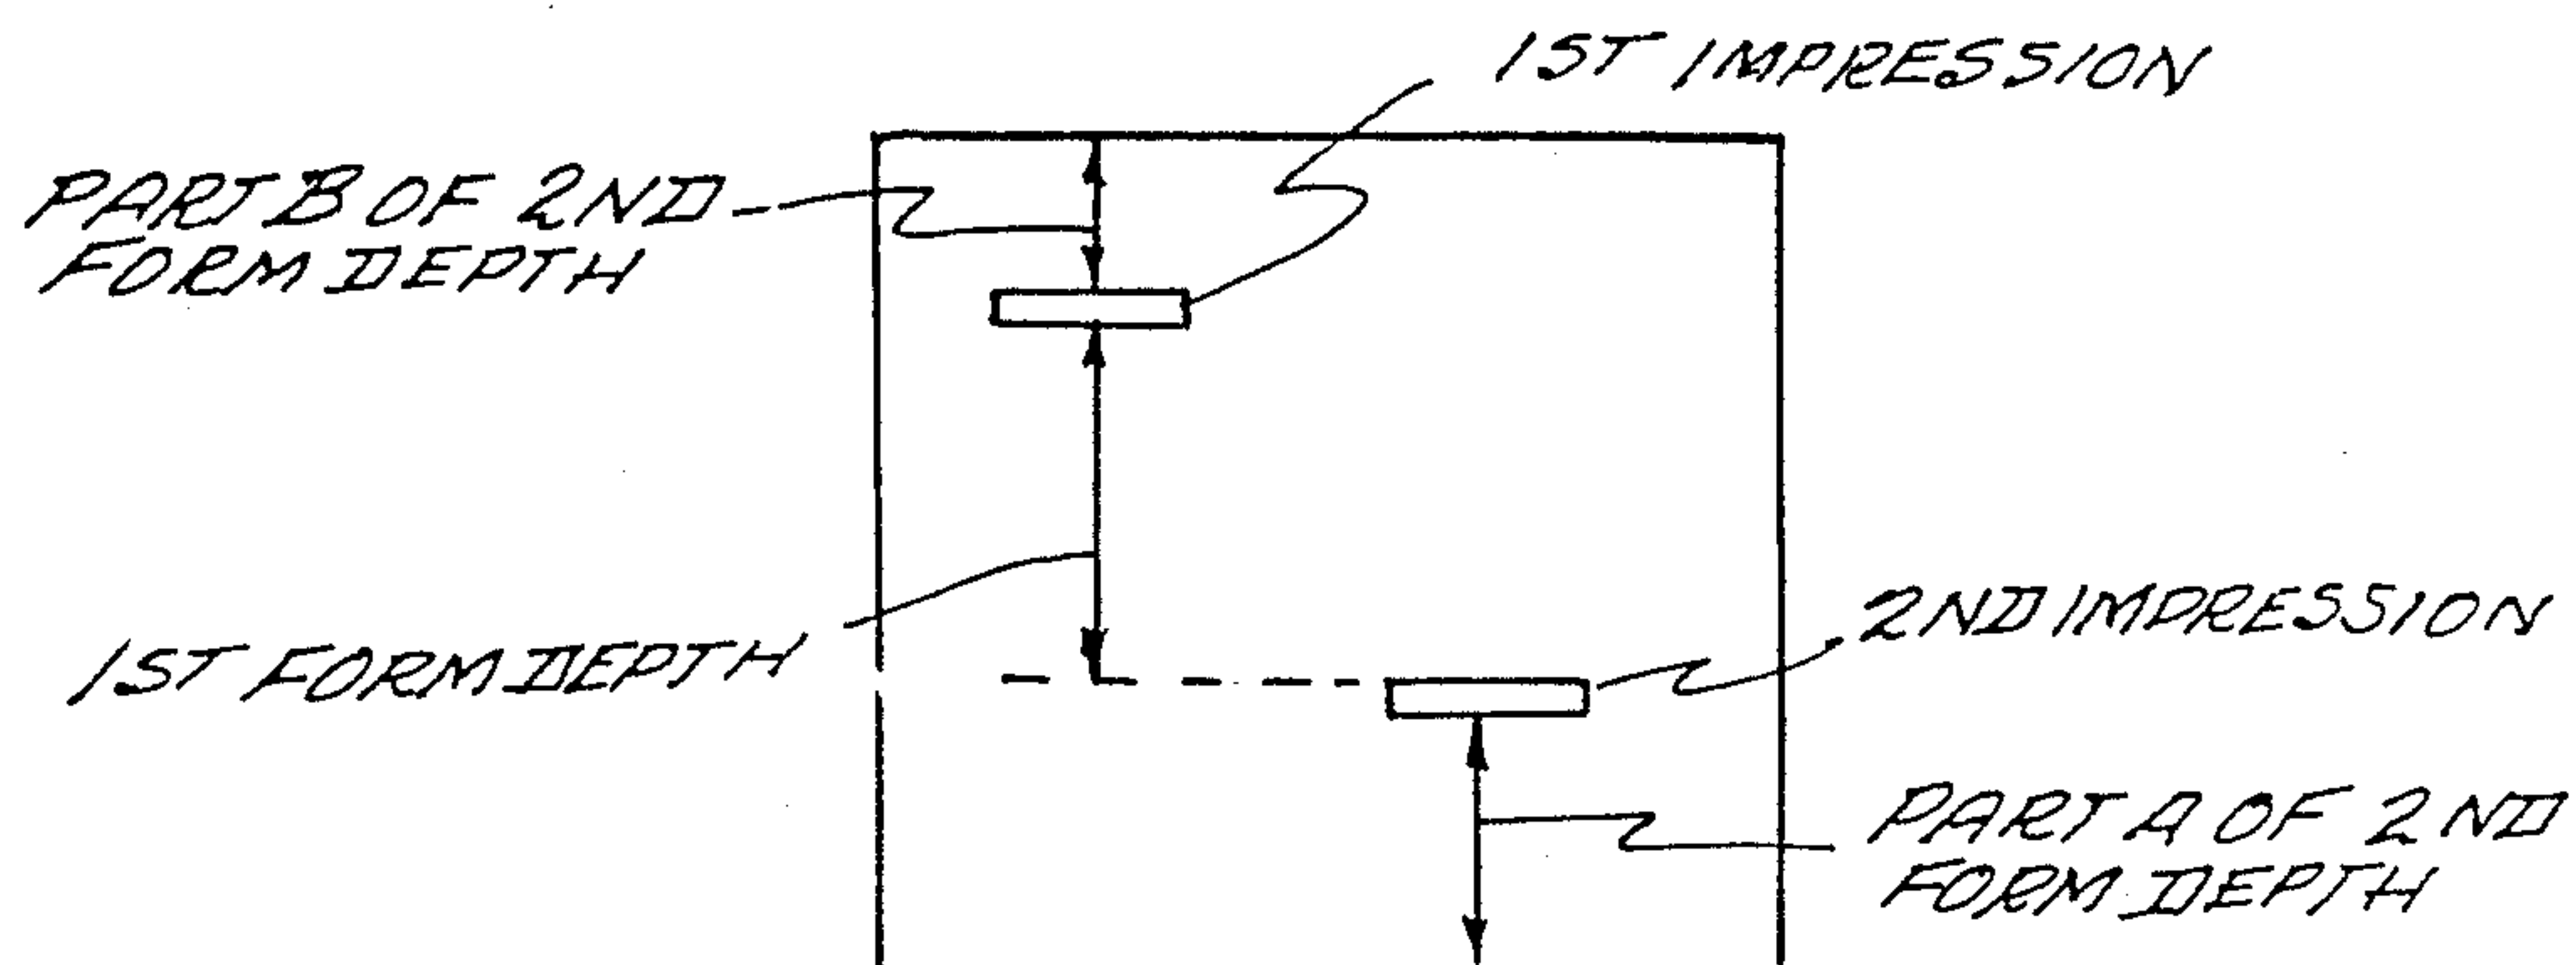 1ST IMPRESSION
PART B OF 2ND
FORM DEPTH
1ST FORM DEPTH
2ND IMPRESSION
PART A OF 2ND
FORM DEPTH